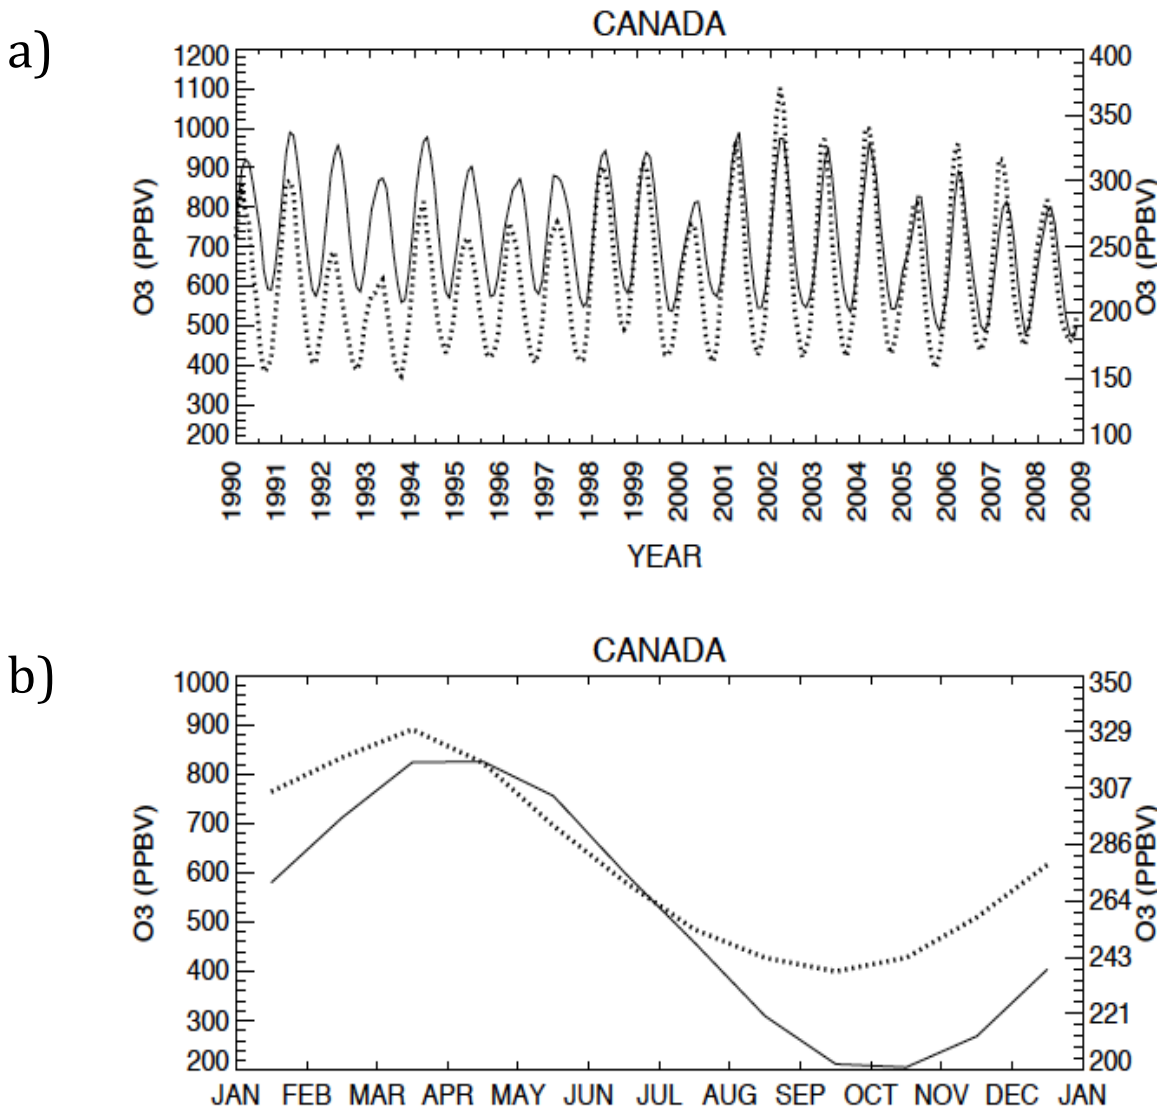 a)
CANADA
1200 400
1100 350
1000
900 300
800
700 250
600
500 200
400 150
300
200 100
O3 (PPBV)
O3 (PPBV)
1990 1991 1992 1993 1994 1995 1996 1997 1998 1999 2000 2001 2002 2003 2004 2005 2006 2007 2008 2009
YEAR
b)
CANADA
1000 350
900 329
800 307
700 286
600
500 264
400 243
300 221
200 200
O3 (PPBV)
O3 (PPBV)
JAN FEB MAR APR MAY JUN JUL AUG SEP OCT NOV DEC JAN